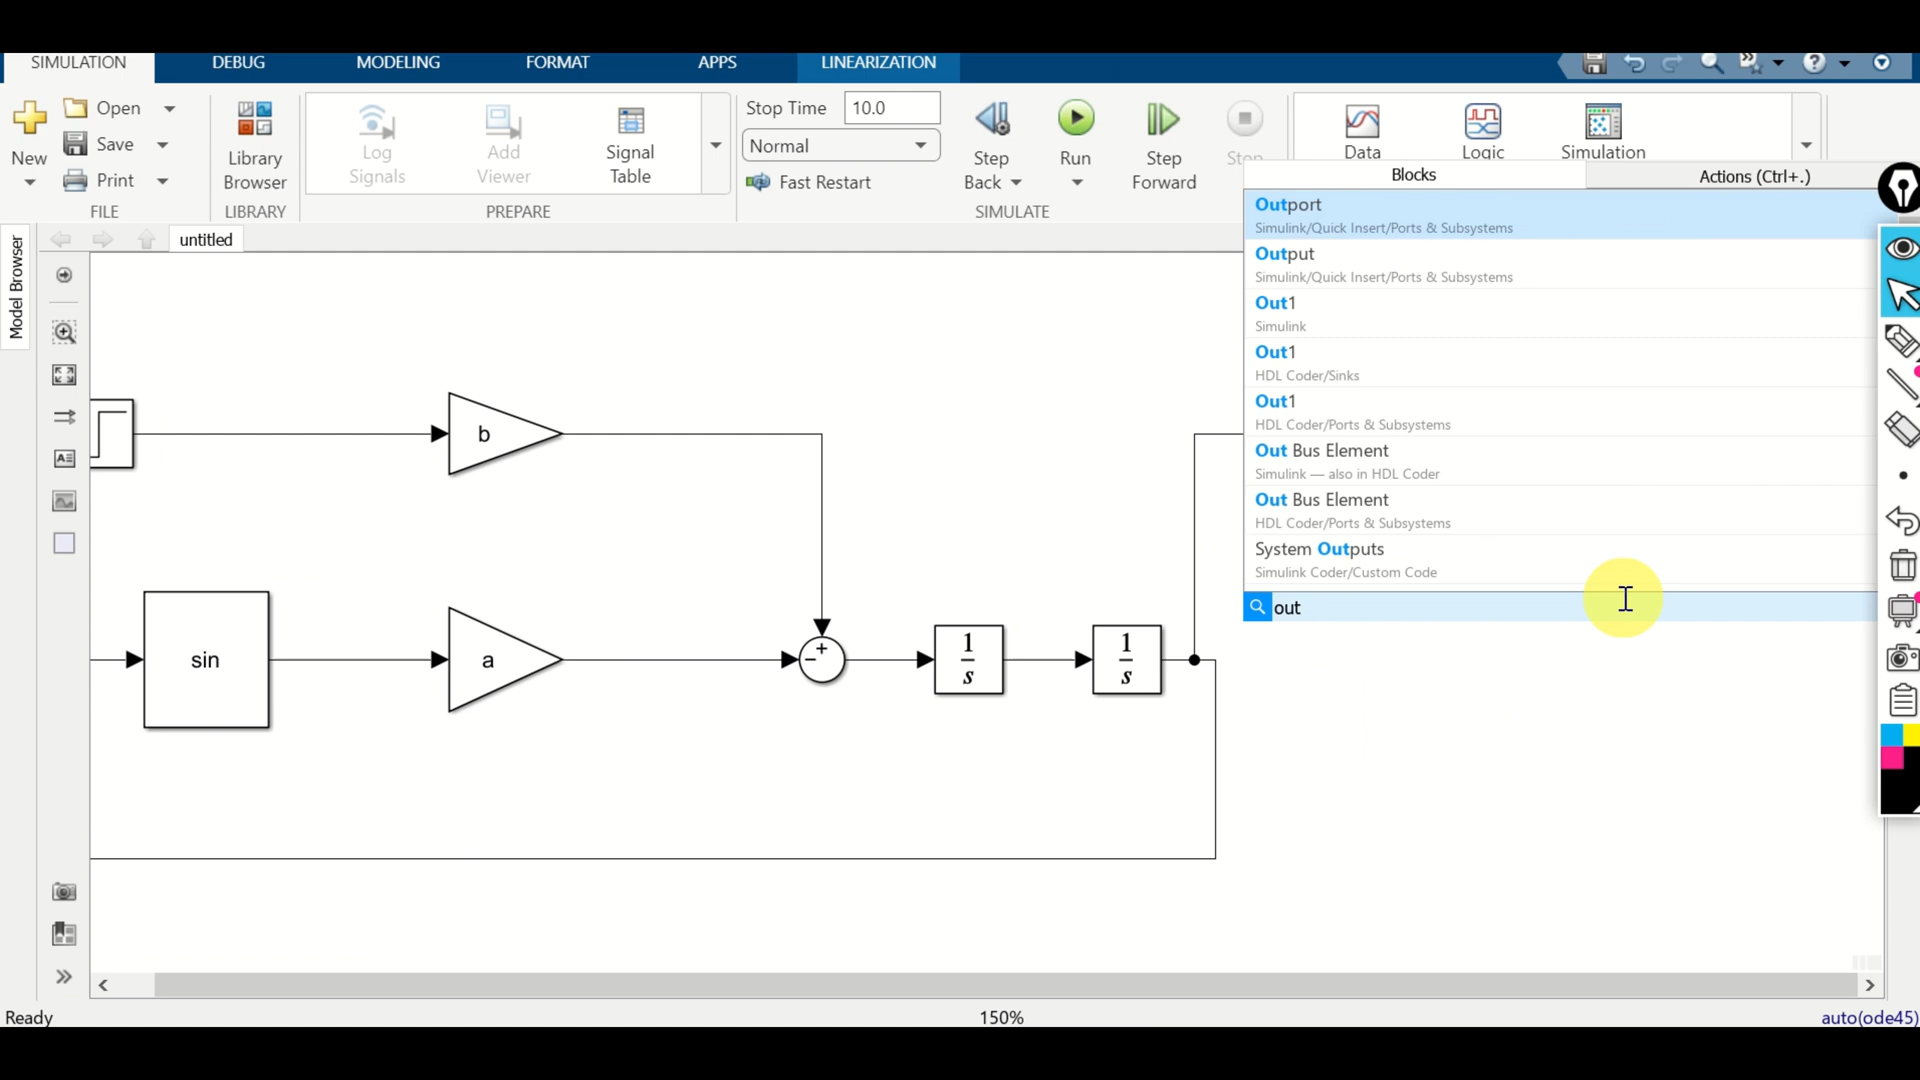 SIMULATION DEBUG MODELING FORMAT APPS LINEARIZATION
New
Open
Save
Print
FILE
Library
Browser
LIBRARY
Log
Signals
Add
Viewer
Signal
Table
PREPARE
Stop Time 10.0
Normal
Fast Restart
Step
Back
Run
Step
Forward
Stop
SIMULATE
Data
Logic
Simulation
Model Browser
untitled
Blocks
Actions (Ctrl+.)
Outport
Simulink/Quick Insert/Ports & Subsystems
Output
Simulink/Quick Insert/Ports & Subsystems
Out1
Simulink
Out1
HDL Coder/Sinks
Out1
HDL Coder/Ports & Subsystems
Out Bus Element
Simulink — also in HDL Coder
Out Bus Element
HDL Coder/Ports & Subsystems
System Outputs
Simulink Coder/Custom Code
out
b
sin
a
+
−
1
s
1
s
Ready
150%
auto(ode45)